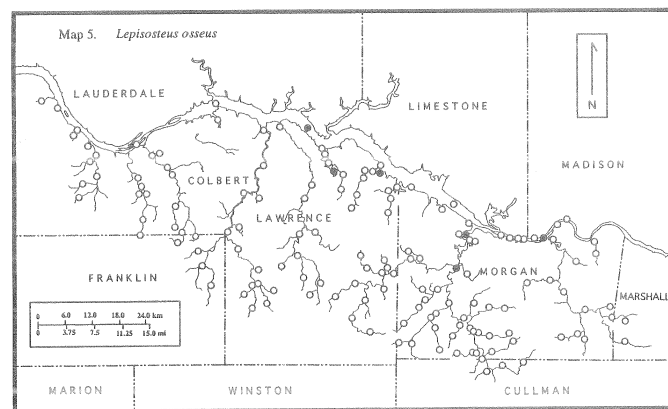 Map 5. Lepisosteus osseus
LAUDERDALE
LIMESTONE
N
MADISON
COLBERT
LAWRENCE
FRANKLIN
MORGAN
MARSHALL
0 6.0 12.0 18.0 24.0 km
0 3.75 7.5 11.25 15.0 mi
MARION
WINSTON
CULLMAN